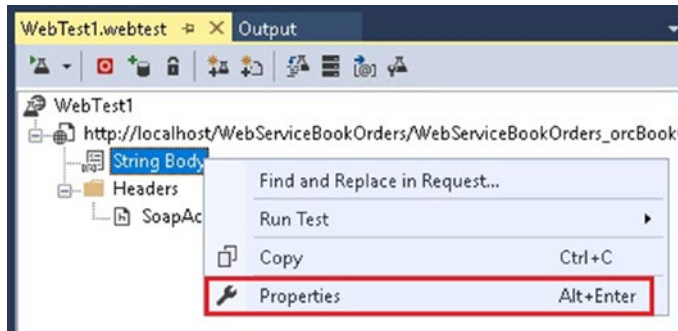 WebTest1.webtest Output
WebTest1
http://localhost/WebServiceBookOrders/WebServiceBookOrders_orcBook
String Body
Find and Replace in Request...
Headers
Run Test
SoapAc
Copy Ctrl+C
Properties Alt+Enter